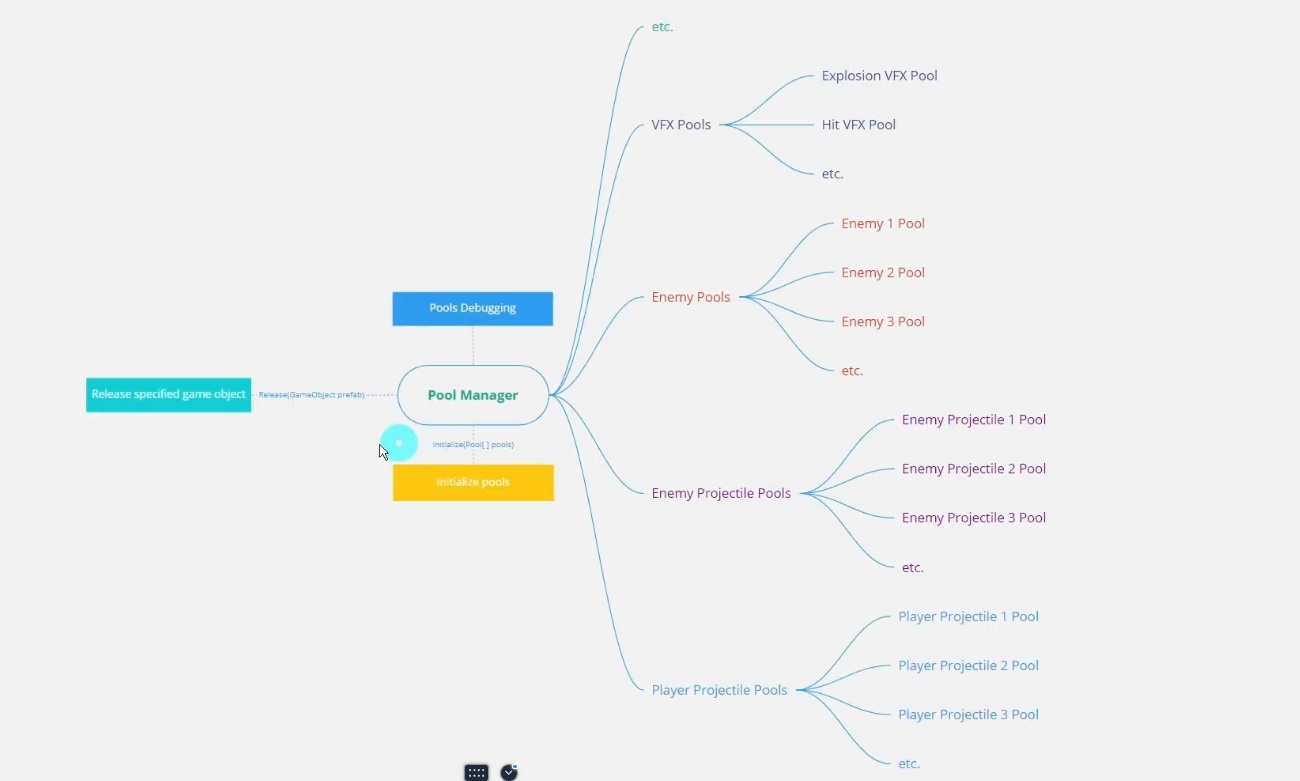 etc.
Explosion VFX Pool
VFX Pools
Hit VFX Pool
etc.
Enemy 1 Pool
Enemy 2 Pool
Enemy Pools
Enemy 3 Pool
etc.
Pools Debugging
Release specified game object
Release(GameObject prefab)
Pool Manager
Initialize(Pool[ ] pools)
Initialize pools
Enemy Projectile 1 Pool
Enemy Projectile 2 Pool
Enemy Projectile Pools
Enemy Projectile 3 Pool
etc.
Player Projectile 1 Pool
Player Projectile 2 Pool
Player Projectile Pools
Player Projectile 3 Pool
etc.